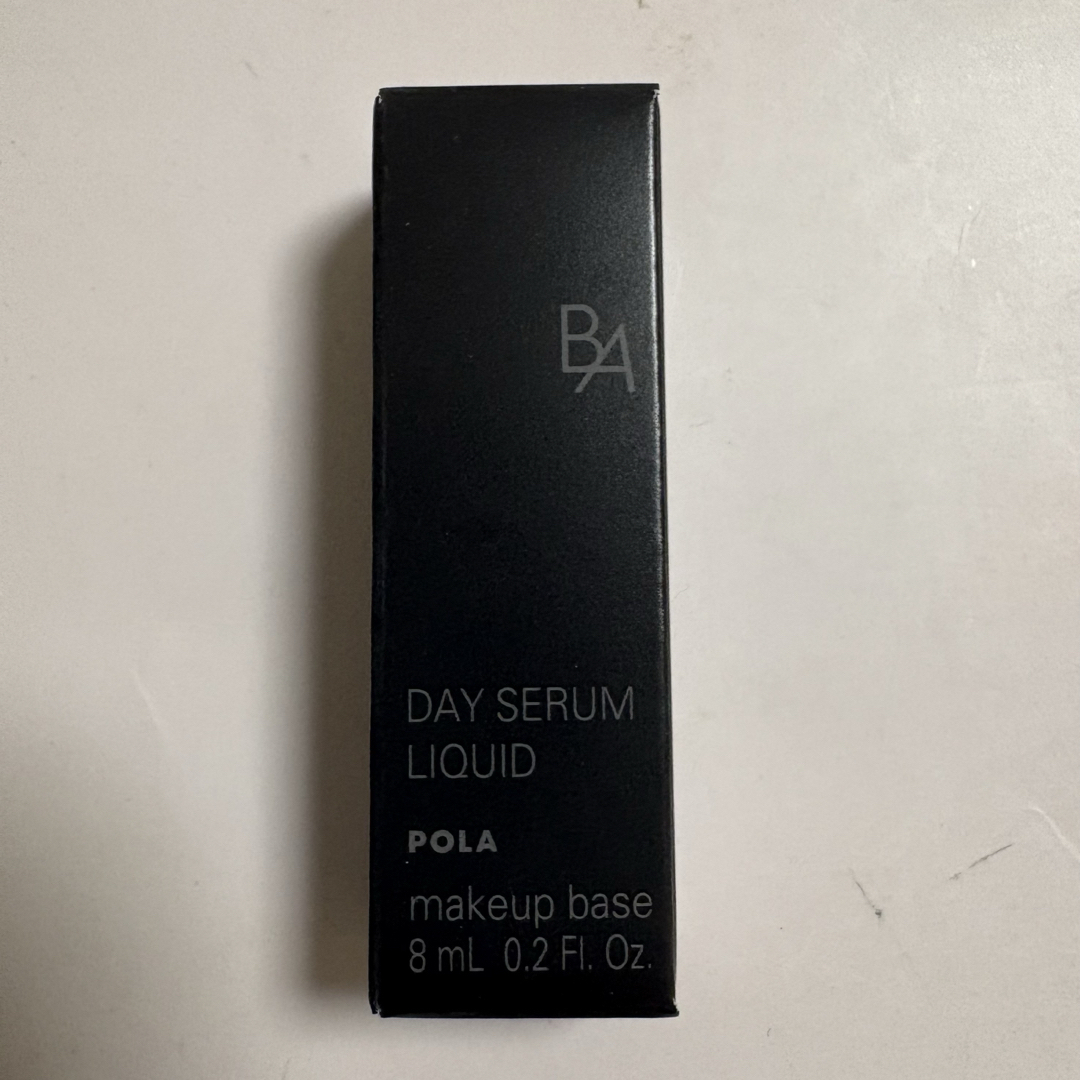 BA
DAY SERUM
LIQUID
POLA
makeup base
8 mL 0.2 Fl. Oz.